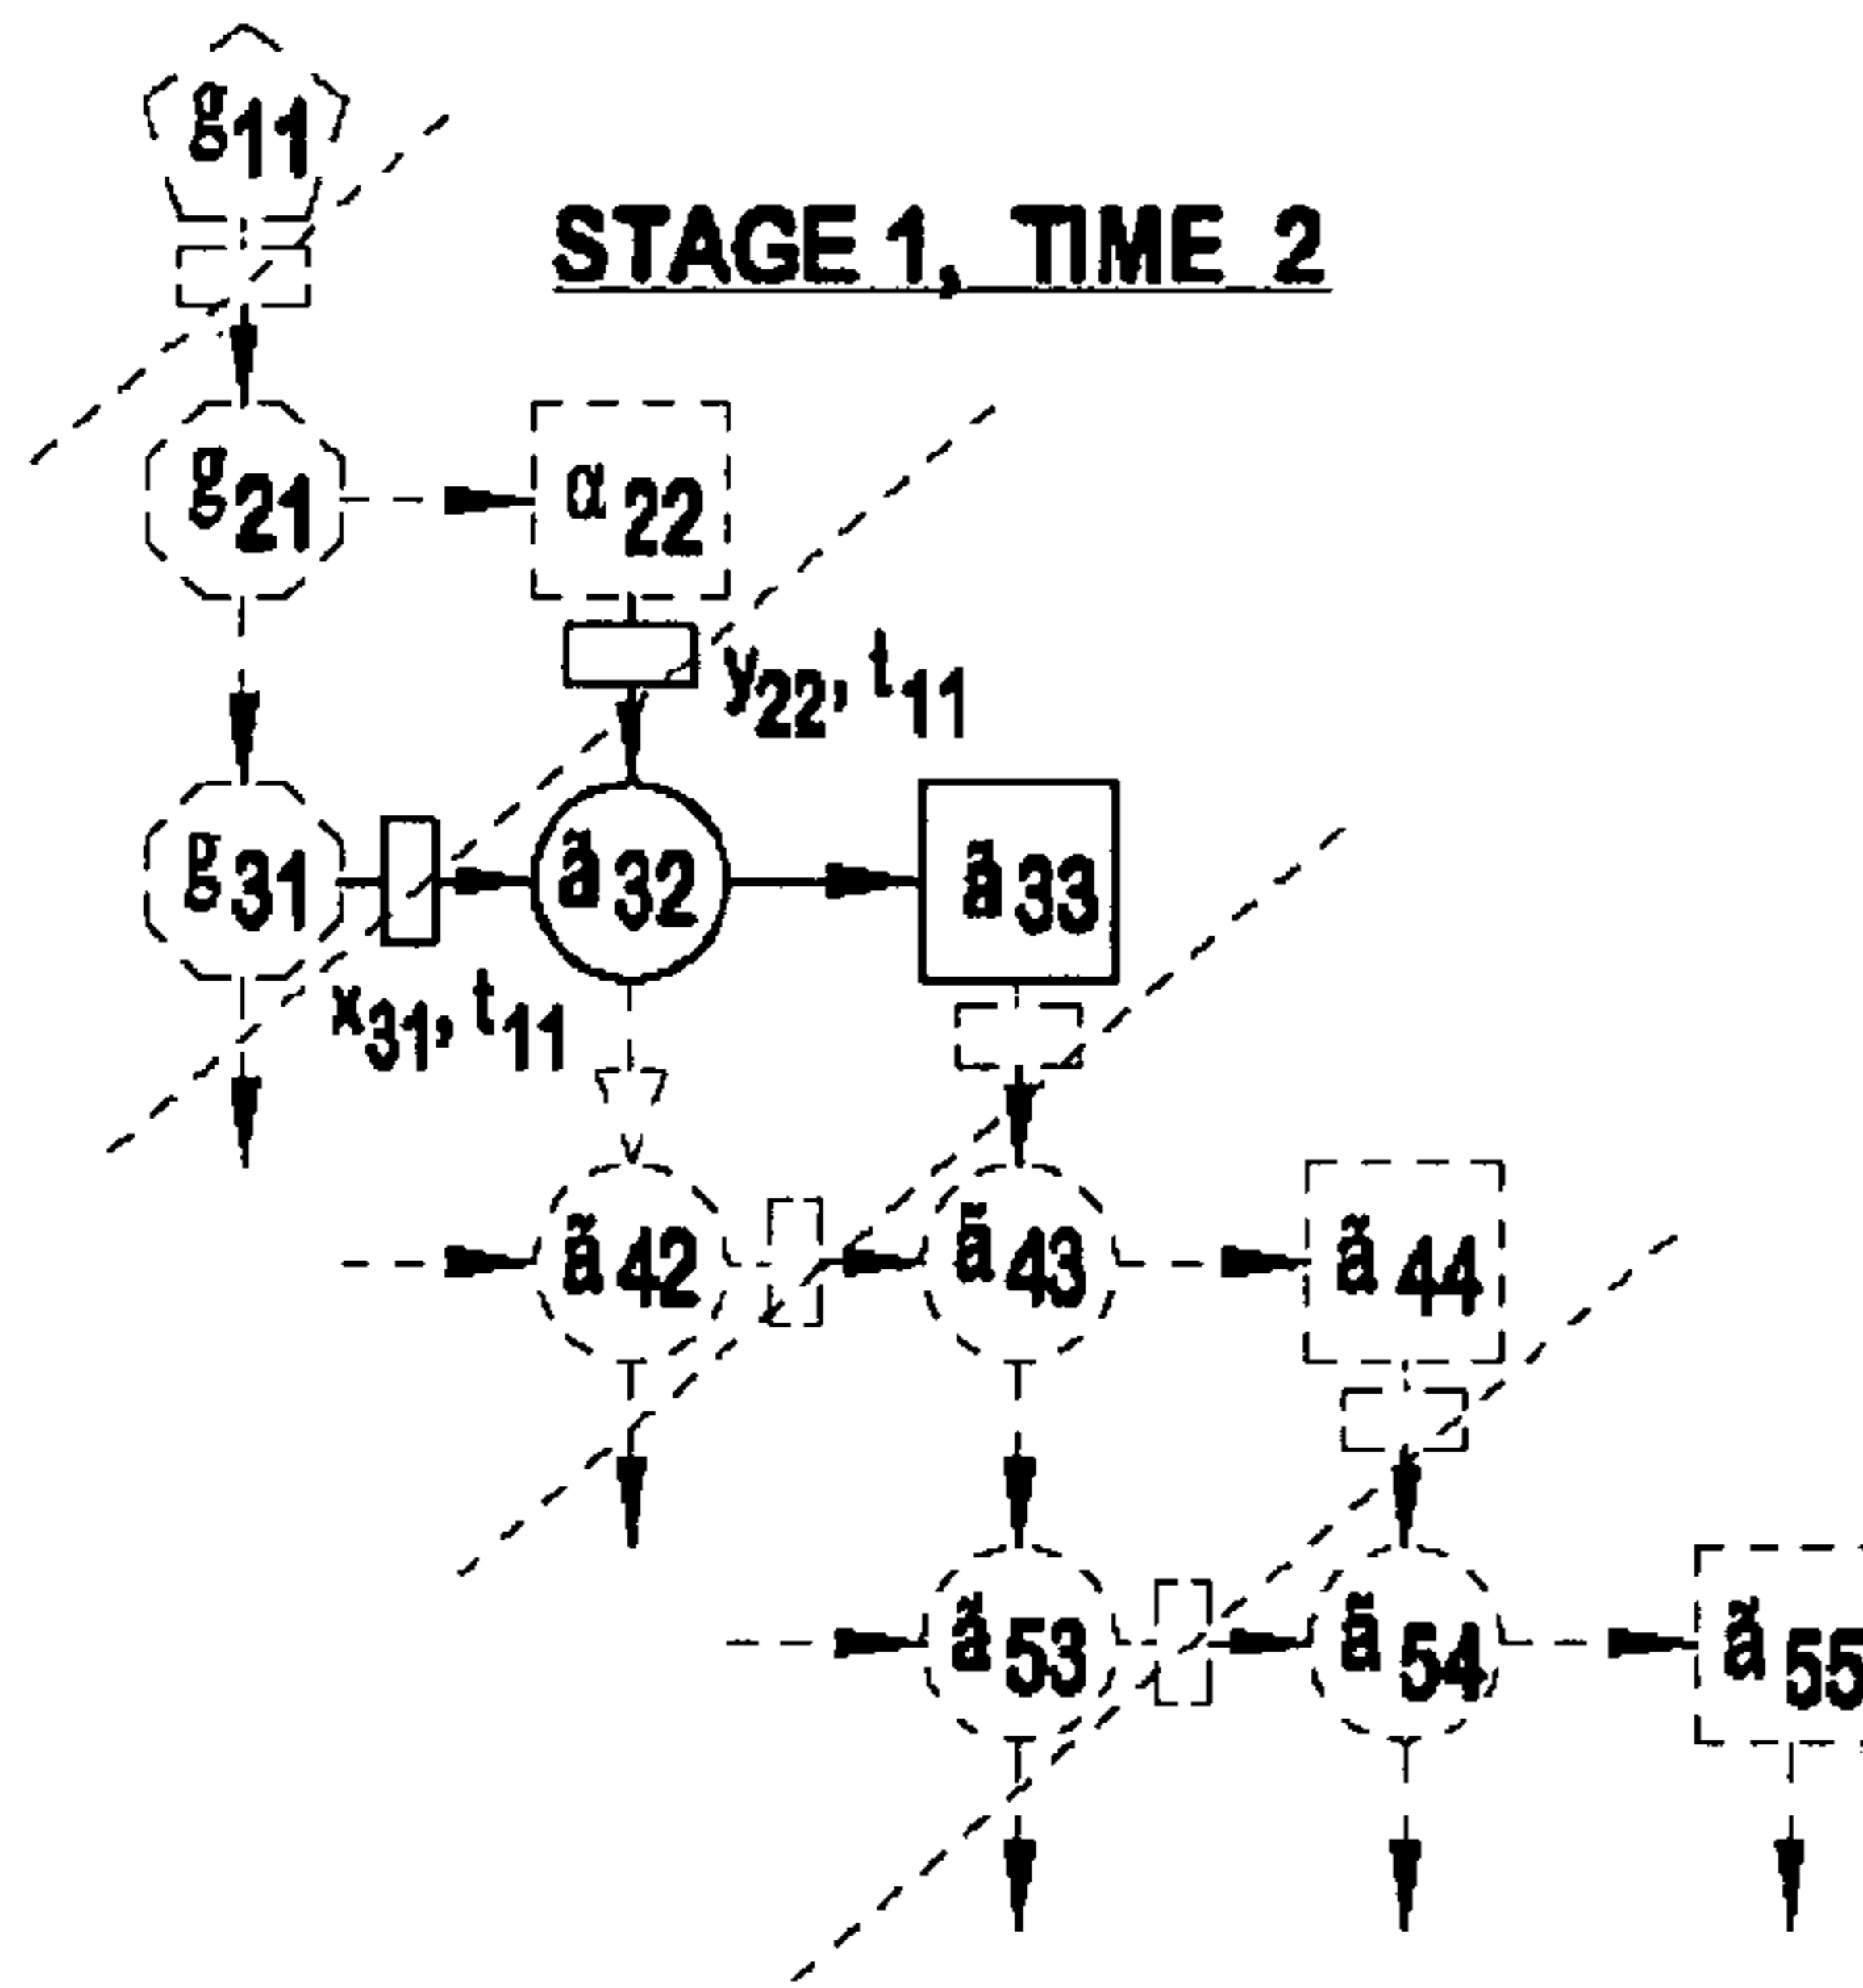 g11
STAGE 1, TIME 2
g21
a22
y22, t11
g31
ã32
ã33
x31, t11
ã42
ã43
ã44
ã53
ã54
ã55